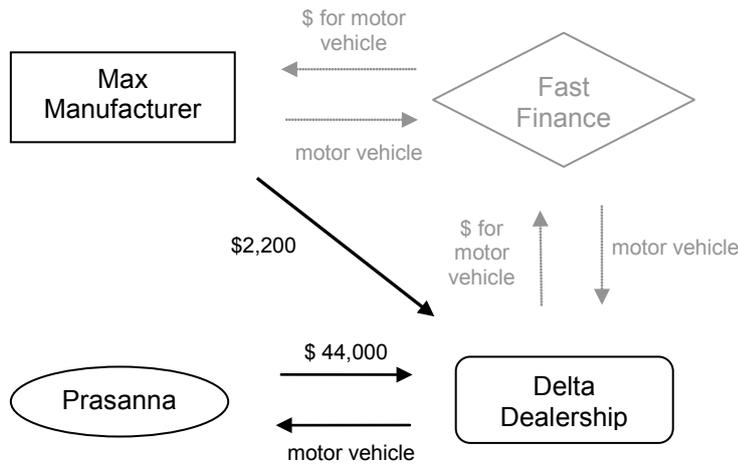 $ for motor
vehicle
Max
Manufacturer
Fast
Finance
motor vehicle
$2,200
$ for
motor
vehicle
motor vehicle
$ 44,000
Prasanna
Delta
Dealership
motor vehicle